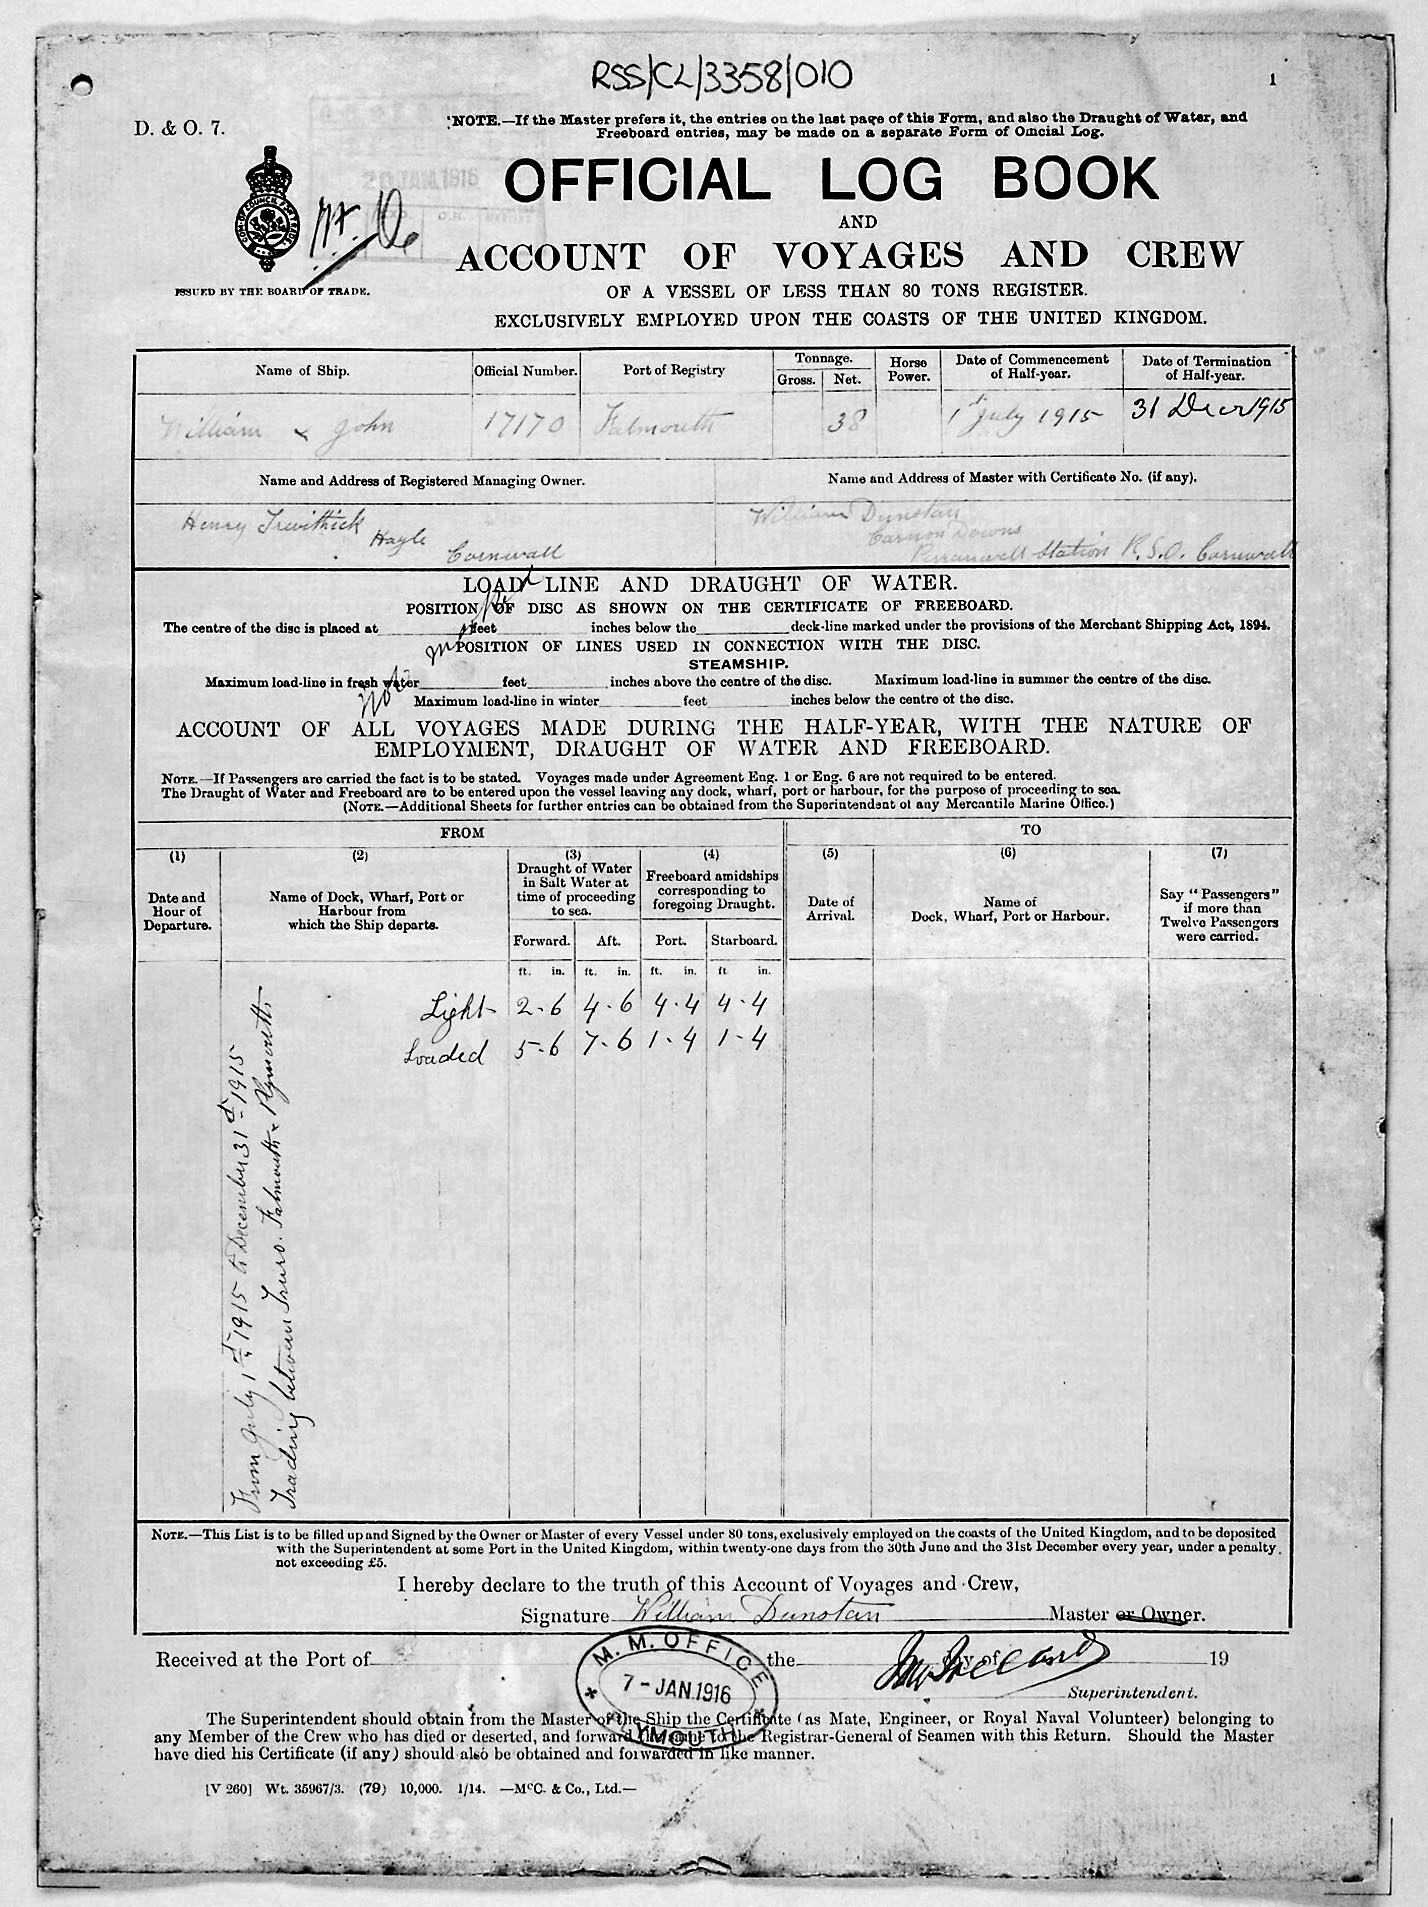 RSS/CL/3358/010
1
D. & O. 7.
NOTE.—If the Master prefers it, the entries on the last page of this Form, and also the Draught of Water, and
Freeboard entries, may be made on a separate Form of Official Log.
20 JAN. 1916
OFFICIAL LOG BOOK
AND
ACCOUNT OF VOYAGES AND CREW
ISSUED BY THE BOARD OF TRADE.
OF A VESSEL OF LESS THAN 80 TONS REGISTER.
EXCLUSIVELY EMPLOYED UPON THE COASTS OF THE UNITED KINGDOM.
Name of Ship. Official Number. Port of Registry Tonnage. Gross. Net. Horse Power. Date of Commencement of Half-year. Date of Termination of Half-year.
William & John 17170 Falmouth 38 1st July 1915 31 Decr 1915
Name and Address of Registered Managing Owner. Name and Address of Master with Certificate No. (if any).
Henry Trevithick
Hayle
Cornwall
William Dunstan
Carnon Downs
Perranwell Station R.S.O. Cornwall
LOAD LINE AND DRAUGHT OF WATER.
POSITION OF DISC AS SHOWN ON THE CERTIFICATE OF FREEBOARD.
The centre of the disc is placed at feet inches below the deck-line marked under the provisions of the Merchant Shipping Act, 1894.
POSITION OF LINES USED IN CONNECTION WITH THE DISC.
STEAMSHIP.
Maximum load-line in fresh water feet inches above the centre of the disc. Maximum load-line in summer the centre of the disc.
Maximum load-line in winter feet inches below the centre of the disc.
Not
ACCOUNT OF ALL VOYAGES MADE DURING THE HALF-YEAR, WITH THE NATURE OF
EMPLOYMENT, DRAUGHT OF WATER AND FREEBOARD.
NOTE.—If Passengers are carried the fact is to be stated. Voyages made under Agreement Eng. 1 or Eng. 6 are not required to be entered.
The Draught of Water and Freeboard are to be entered upon the vessel leaving any dock, wharf, port or harbour, for the purpose of proceeding to sea.
(NOTE.—Additional Sheets for further entries can be obtained from the Superintendent of any Mercantile Marine Office.)
FROM TO
(1) (2) (3) (4) (5) (6) (7)
Date and Hour of Departure. Name of Dock, Wharf, Port or Harbour from which the Ship departs. Draught of Water in Salt Water at time of proceeding to sea. Freeboard amidships corresponding to foregoing Draught. Date of Arrival. Name of Dock, Wharf, Port or Harbour. Say "Passengers" if more than Twelve Passengers were carried.
Forward. Aft. Port. Starboard.
ft. in. ft. in. ft. in. ft in.
Light 2-6 4-6 4-4 4-4
Loaded 5-6 7-6 1-4 1-4
From July 1st 1915 to December 31st 1915
Trading between Truro. Falmouth & Plymouth
NOTE.—This List is to be filled up and Signed by the Owner or Master of every Vessel under 80 tons, exclusively employed on the coasts of the United Kingdom, and to be deposited
with the Superintendent at some Port in the United Kingdom, within twenty-one days from the 30th June and the 31st December every year, under a penalty
not exceeding £5.
I hereby declare to the truth of this Account of Voyages and Crew,
Signature William Dunstan Master or Owner.
Received at the Port of the day of 19
M. M. OFFICE
7 - JAN. 1916
PLYMOUTH
Superintendent.
The Superintendent should obtain from the Master of the Ship the Certificate (as Mate, Engineer, or Royal Naval Volunteer) belonging to
any Member of the Crew who has died or deserted, and forward the same to the Registrar-General of Seamen with this Return. Should the Master
have died his Certificate (if any) should also be obtained and forwarded in like manner.
[V 260] Wt. 35967/3. (79) 10,000. 1/14. —McC. & Co., Ltd.—